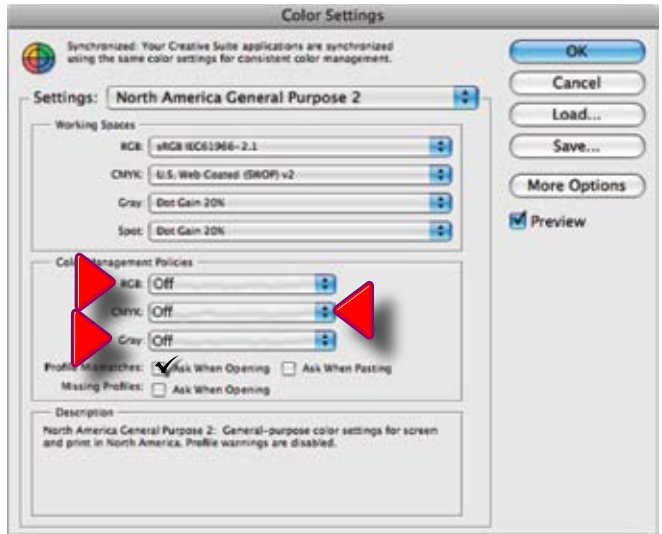 Color Settings
Synchronized: Your Creative Suite applications are synchronized
using the same color settings for consistent color management.
OK
Cancel
Load...
Save...
More Options
Preview
Settings: North America General Purpose 2
Working Spaces
RGB: sRGB IEC61966-2.1
CMYK: U.S. Web Coated (SWOP) v2
Gray: Dot Gain 20%
Spot: Dot Gain 20%
Color Management Policies
RGB: Off
CMYK: Off
Gray: Off
Profile Mismatches: Ask When Opening Ask When Pasting
Missing Profiles: Ask When Opening
Description
North America General Purpose 2: General-purpose color settings for screen
and print in North America. Profile warnings are disabled.